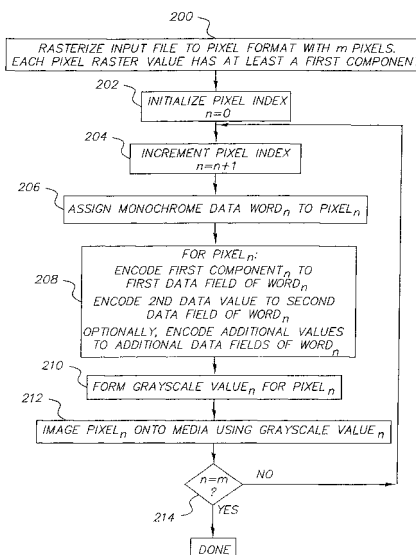 200
RASTERIZE INPUT FILE TO PIXEL FORMAT WITH m PIXELS.
EACH PIXEL RASTER VALUE HAS AT LEAST A FIRST COMPONEN
202
INITIALIZE PIXEL INDEX
n=0
204
INCREMENT PIXEL INDEX
n=n+1
206
ASSIGN MONOCHROME DATA WORDn TO PIXELn
208
FOR PIXELn:
ENCODE FIRST COMPONENTn TO
FIRST DATA FIELD OF WORDn
ENCODE 2ND DATA VALUE TO SECOND
DATA FIELD OF WORDn
OPTIONALLY, ENCODE ADDITIONAL VALUES
TO ADDITIONAL DATA FIELDS OF WORDn
210
FORM GRAYSCALE VALUEn FOR PIXELn
212
IMAGE PIXELn ONTO MEDIA USING GRAYSCALE VALUEn
n=m
?
NO
214
YES
DONE